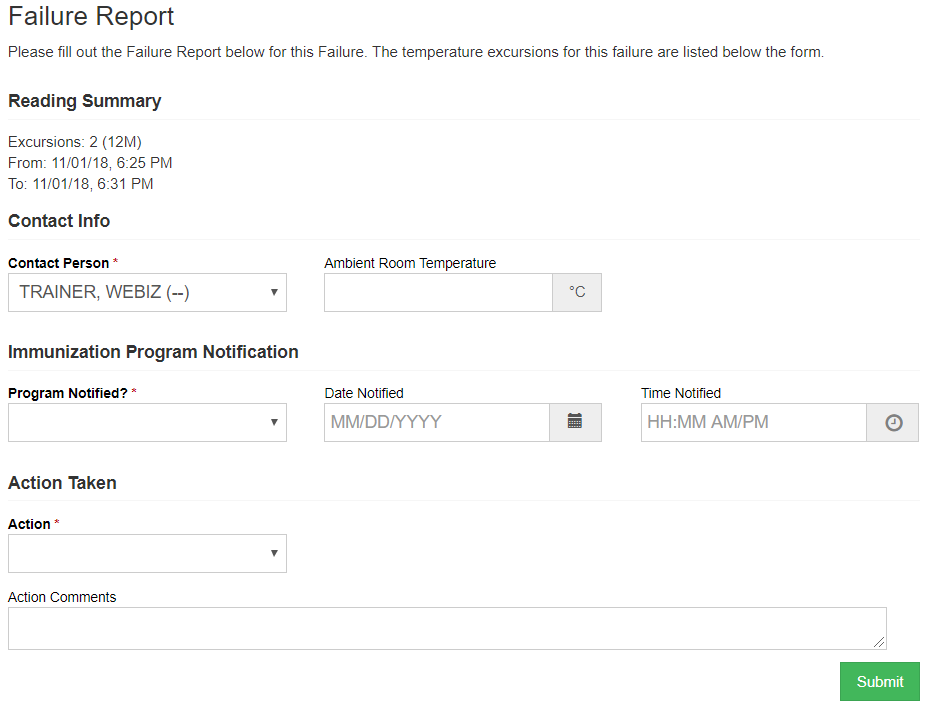 Failure Report
Please fill out the Failure Report below for this Failure. The temperature excursions for this failure are listed below the form.
Reading Summary
Excursions: 2 (12M)
From: 11/01/18, 6:25 PM
To: 11/01/18, 6:31 PM
Contact Info
Contact Person * Ambient Room Temperature
TRAINER, WEBIZ (--) °C
Immunization Program Notification
Program Notified? * Date Notified Time Notified
MM/DD/YYYY HH:MM AM/PM
Action Taken
Action *
Action Comments
Submit